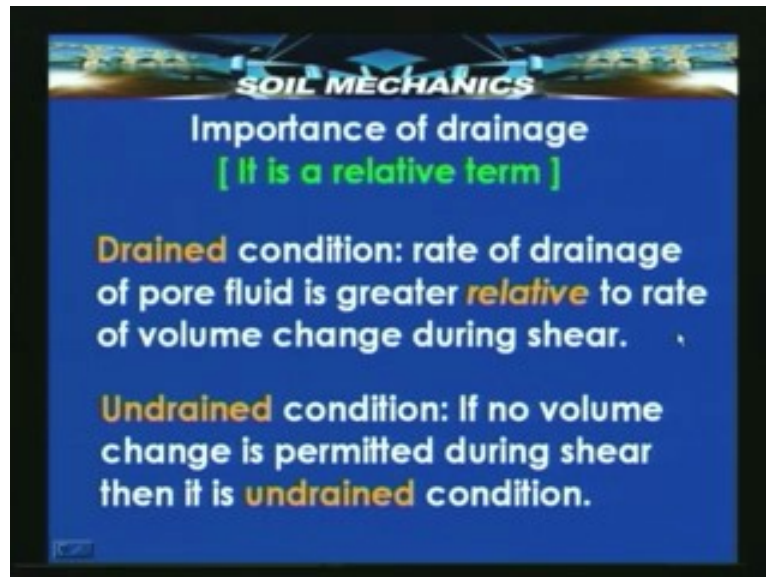 SOIL MECHANICS
Importance of drainage
[ It is a relative term ]
Drained condition: rate of drainage
of pore fluid is greater relative to rate
of volume change during shear.
Undrained condition: If no volume
change is permitted during shear
then it is undrained condition.